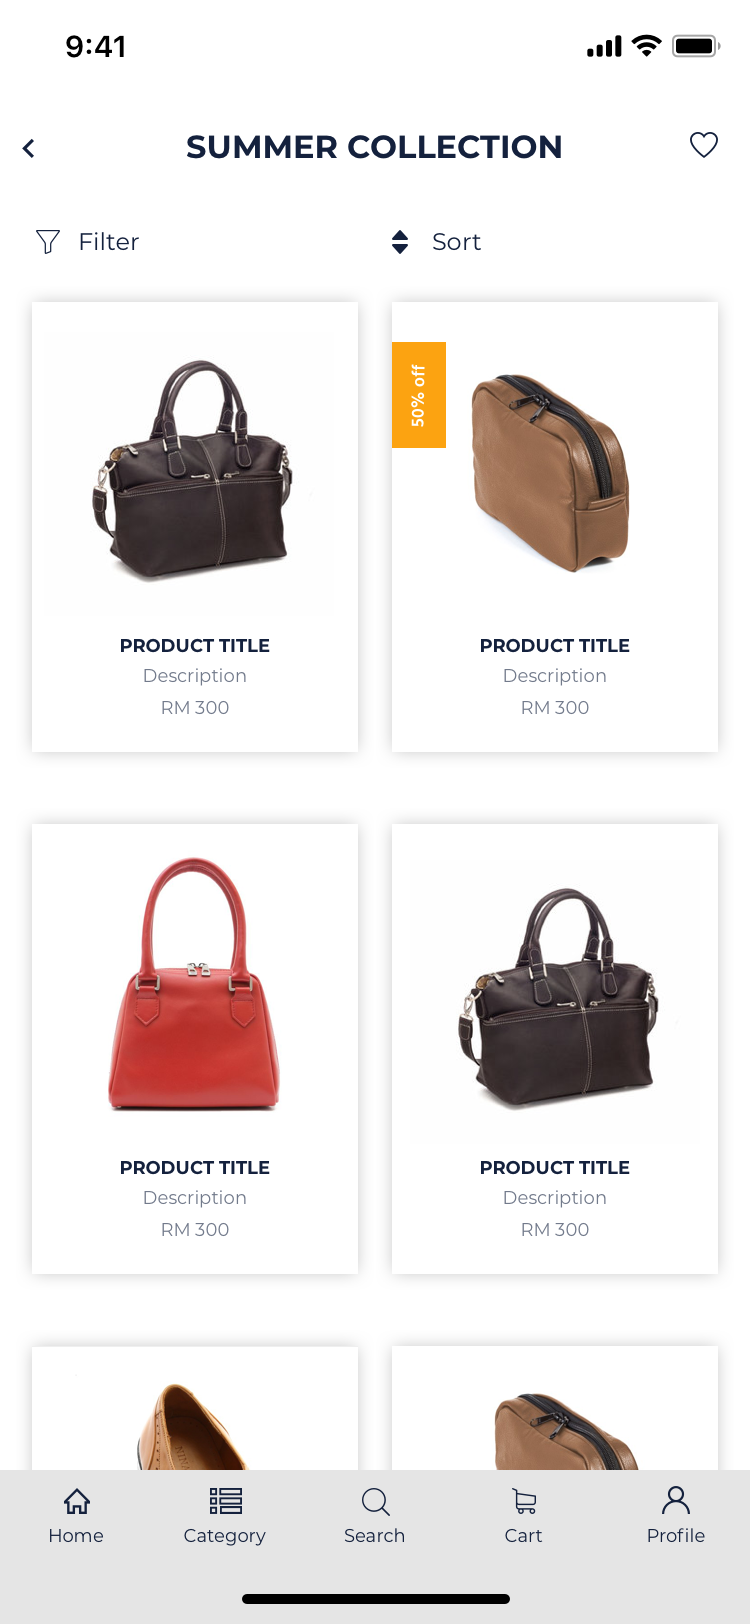 9:41
SUMMER COLLECTION
Filter
Sort
PRODUCT TITLE
Description
RM 300
50% off
PRODUCT TITLE
Description
RM 300
PRODUCT TITLE
Description
RM 300
PRODUCT TITLE
Description
RM 300
Home
Category
Search
Cart
Profile